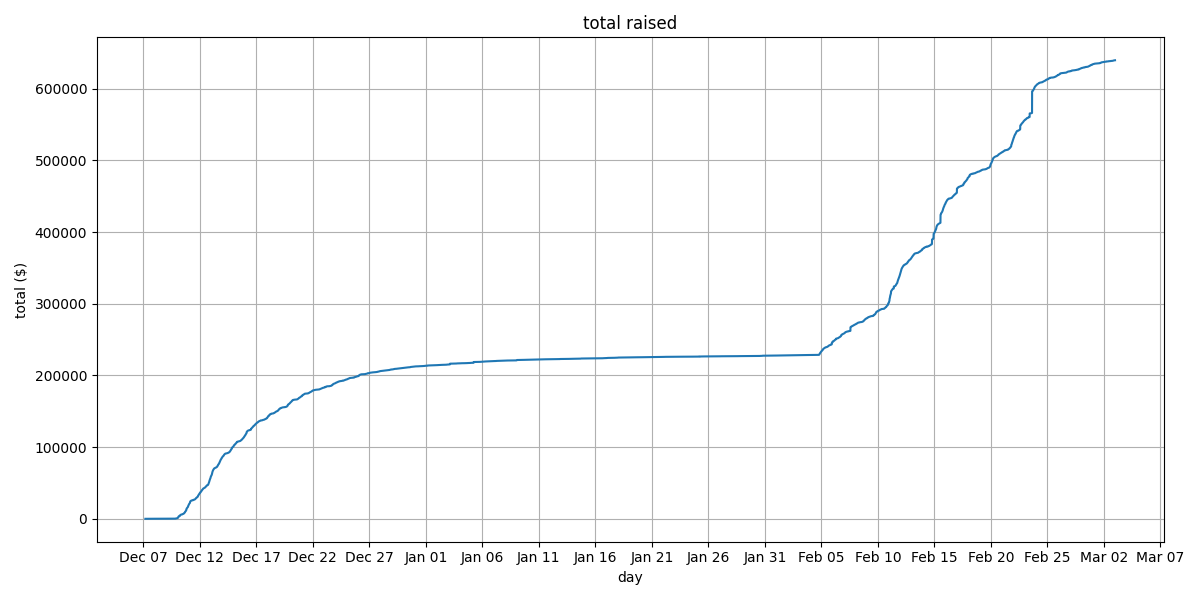 total raised
total ($)
600000
500000
400000
300000
200000
100000
0
Dec 07 Dec 12 Dec 17 Dec 22 Dec 27 Jan 01 Jan 06 Jan 11 Jan 16 Jan 21 Jan 26 Jan 31 Feb 05 Feb 10 Feb 15 Feb 20 Feb 25 Mar 02 Mar 07
day